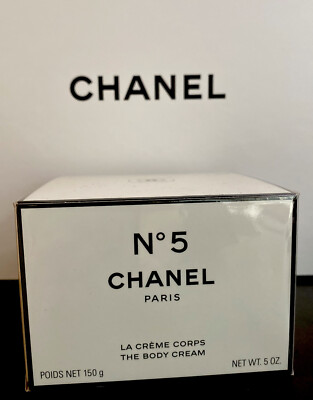 CHANEL
N°5
CHANEL
PARIS
LA CRÈME CORPS
THE BODY CREAM
POIDS NET 150 g
NET WT. 5 OZ.